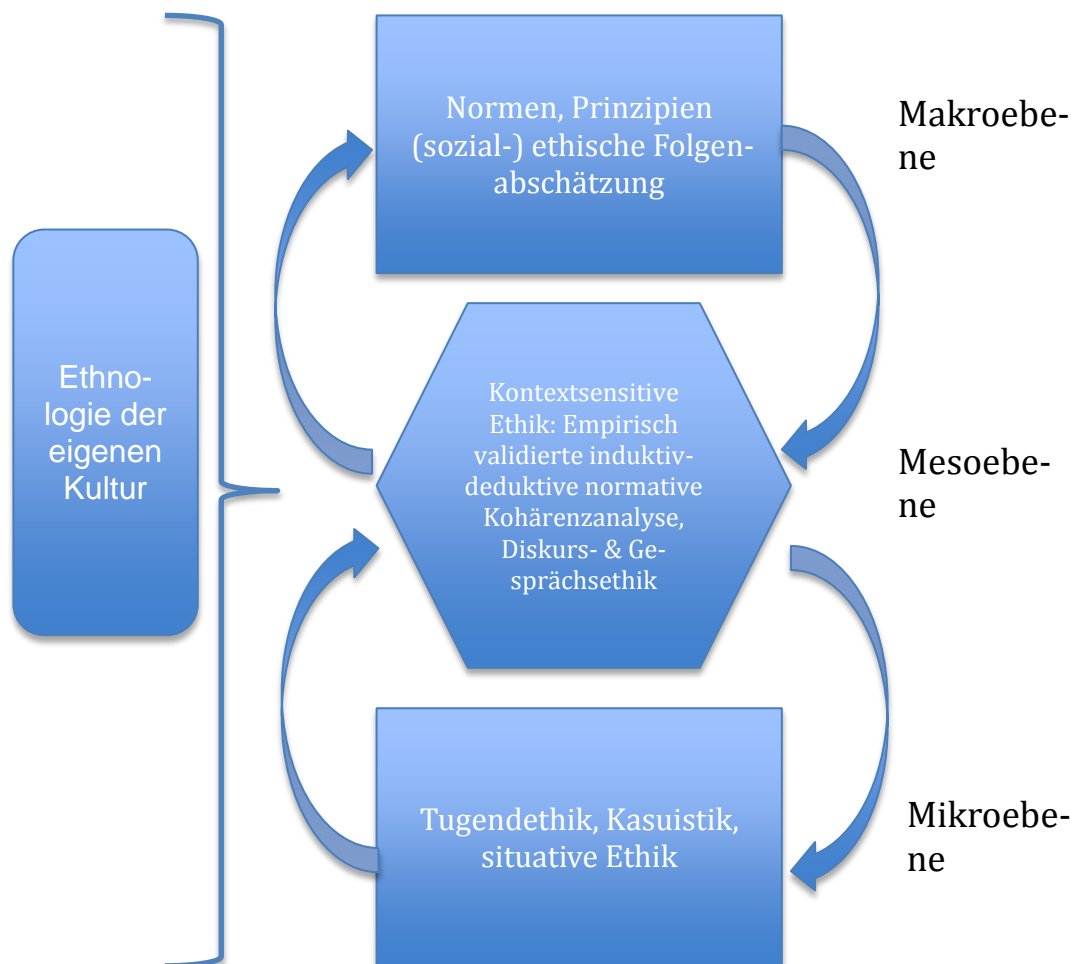 Normen, Prinzipien
(sozial-) ethische Folgen-
abschätzung
Makroebe-
ne
Ethno-
logie der
eigenen
Kultur
Kontextsensitive
Ethik: Empirisch
validierte induktiv-
deduktive normative
Kohärenzanalyse,
Diskurs- & Ge-
sprächsethik
Mesoebe-
ne
Tugendethik, Kasuistik,
situative Ethik
Mikroebe-
ne